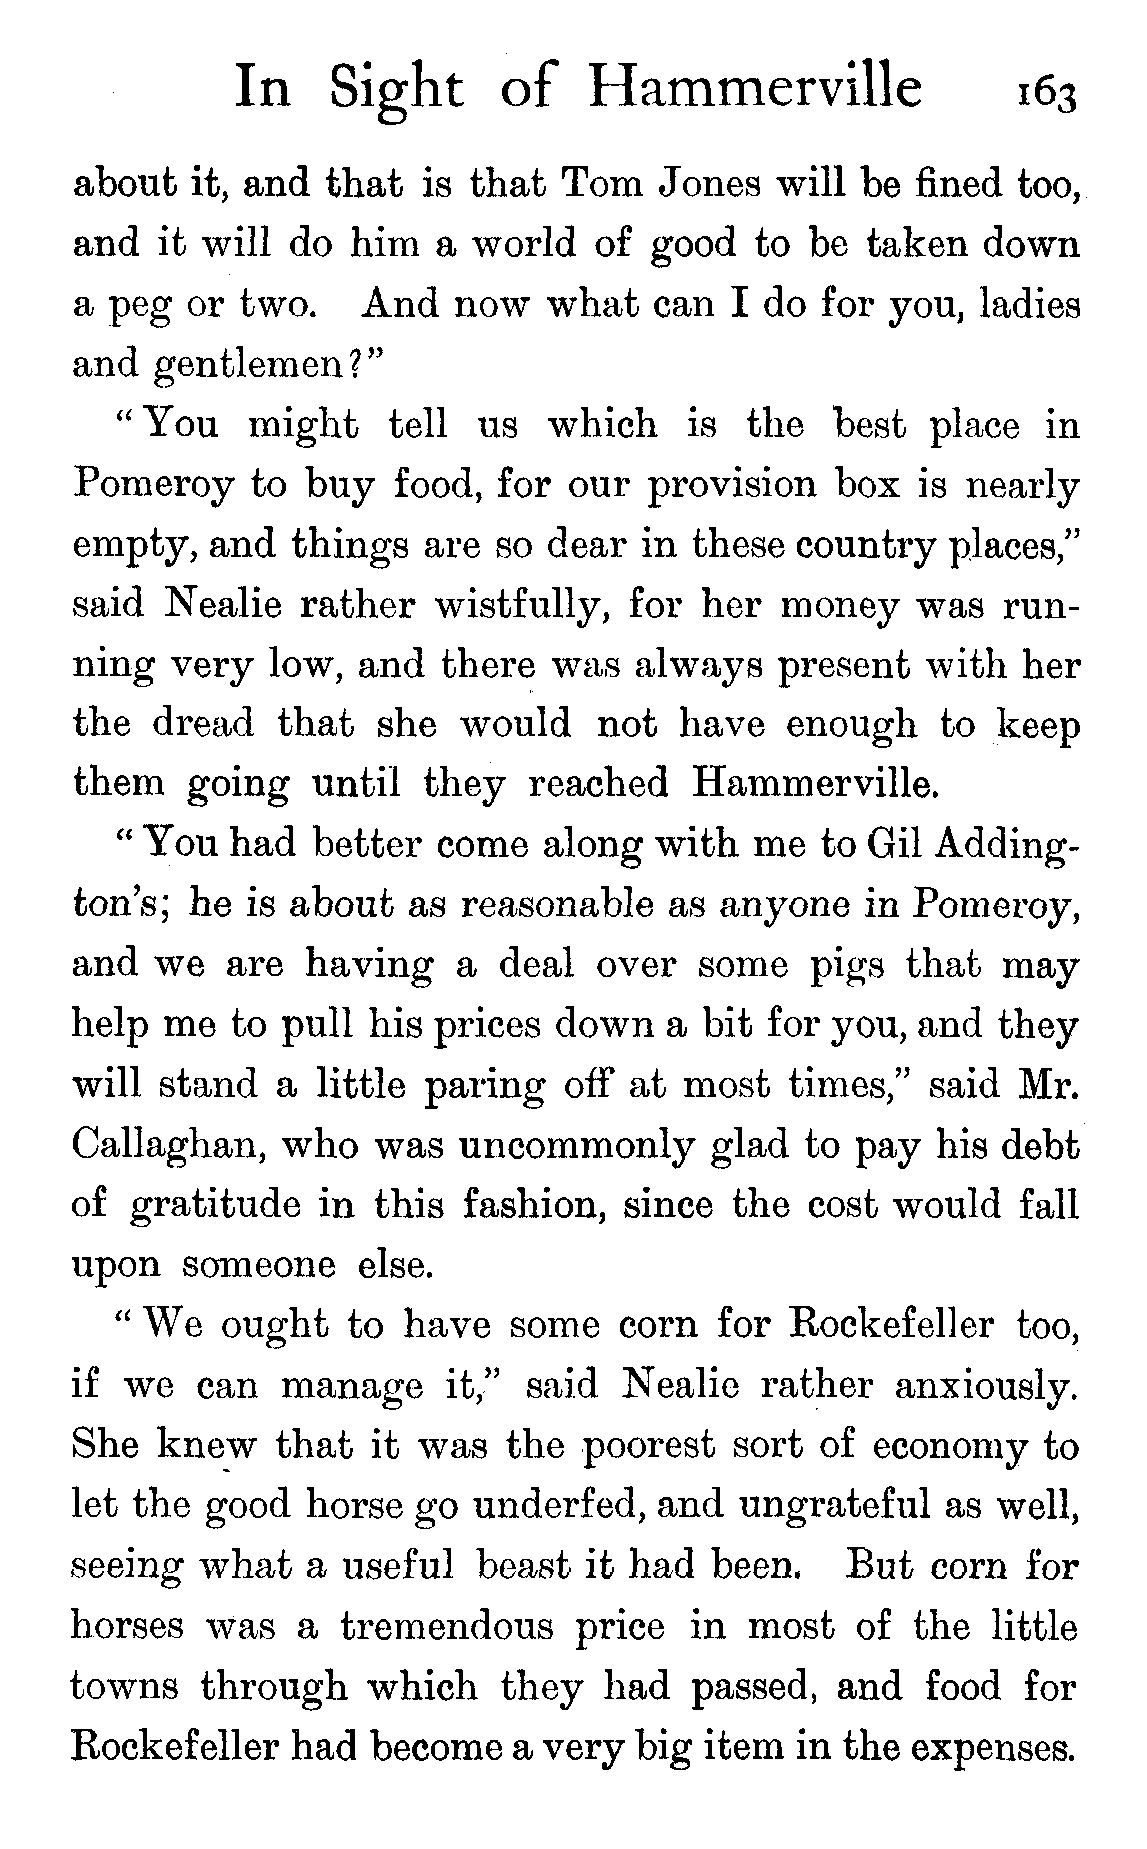 In Sight of Hammerville 163
about it, and that is that Tom Jones will be fined too,
and it will do him a world of good to be taken down
a peg or two. And now what can I do for you, ladies
and gentlemen?”
“You might tell us which is the best place in
Pomeroy to buy food, for our provision box is nearly
empty, and things are so dear in these country places,”
said Nealie rather wistfully, for her money was run-
ning very low, and there was always present with her
the dread that she would not have enough to keep
them going until they reached Hammerville.
“You had better come along with me to Gil Adding-
ton’s; he is about as reasonable as anyone in Pomeroy,
and we are having a deal over some pigs that may
help me to pull his prices down a bit for you, and they
will stand a little paring off at most times,” said Mr.
Callaghan, who was uncommonly glad to pay his debt
of gratitude in this fashion, since the cost would fall
upon someone else.
“We ought to have some corn for Rockefeller too,
if we can manage it,” said Nealie rather anxiously.
She knew that it was the poorest sort of economy to
let the good horse go underfed, and ungrateful as well,
seeing what a useful beast it had been. But corn for
horses was a tremendous price in most of the little
towns through which they had passed, and food for
Rockefeller had become a very big item in the expenses.